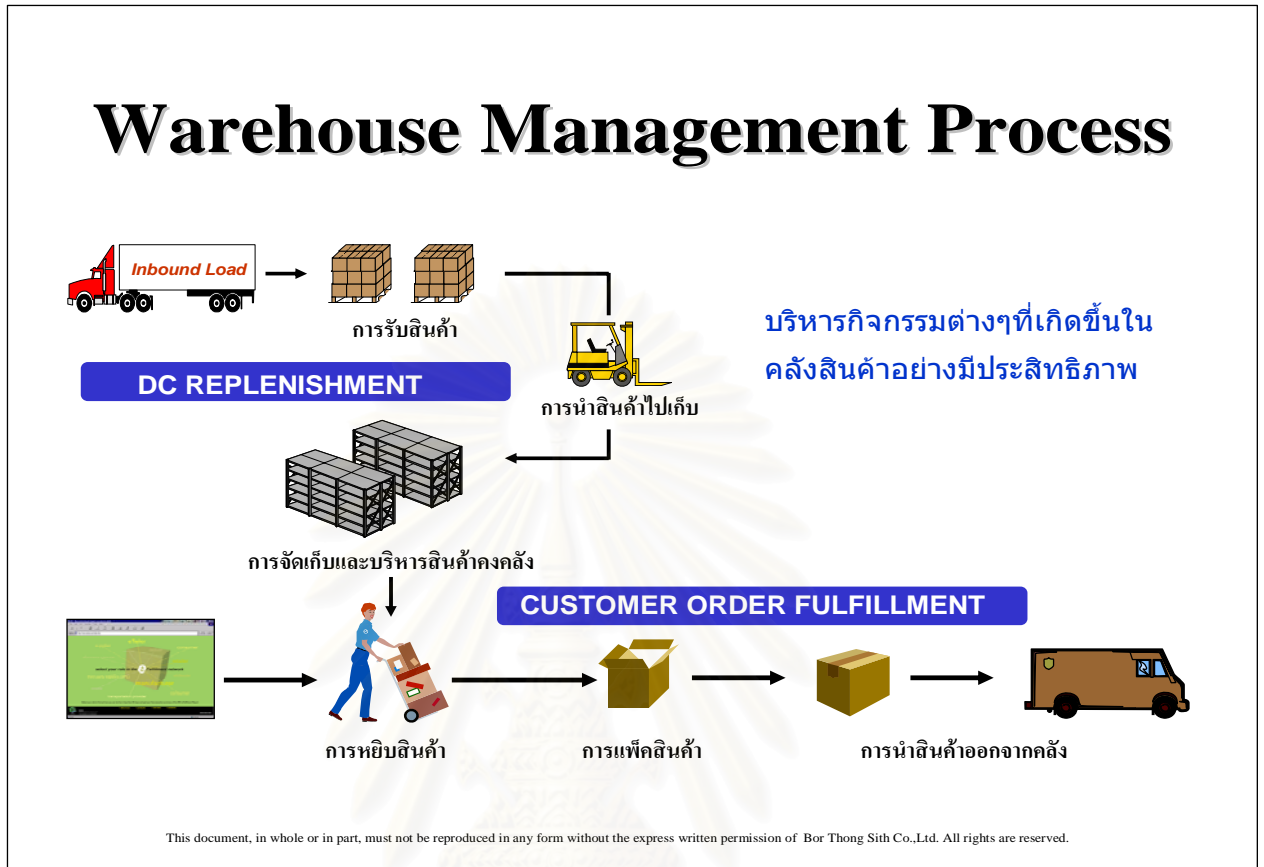 Warehouse Management Process
Inbound Load
การรับสินค้า
บริหารกิจกรรมต่างๆที่เกิดขึ้นใน
คลังสินค้าอย่างมีประสิทธิภาพ
DC REPLENISHMENT
การนำสินค้าไปเก็บ
การจัดเก็บและบริหารสินค้าคงคลัง
CUSTOMER ORDER FULFILLMENT
การหยิบสินค้า
การแพ็คสินค้า
การนำสินค้าออกจากคลัง
This document, in whole or in part, must not be reproduced in any form without the express written permission of Bor Thong Sith Co.,Ltd. All rights are reserved.